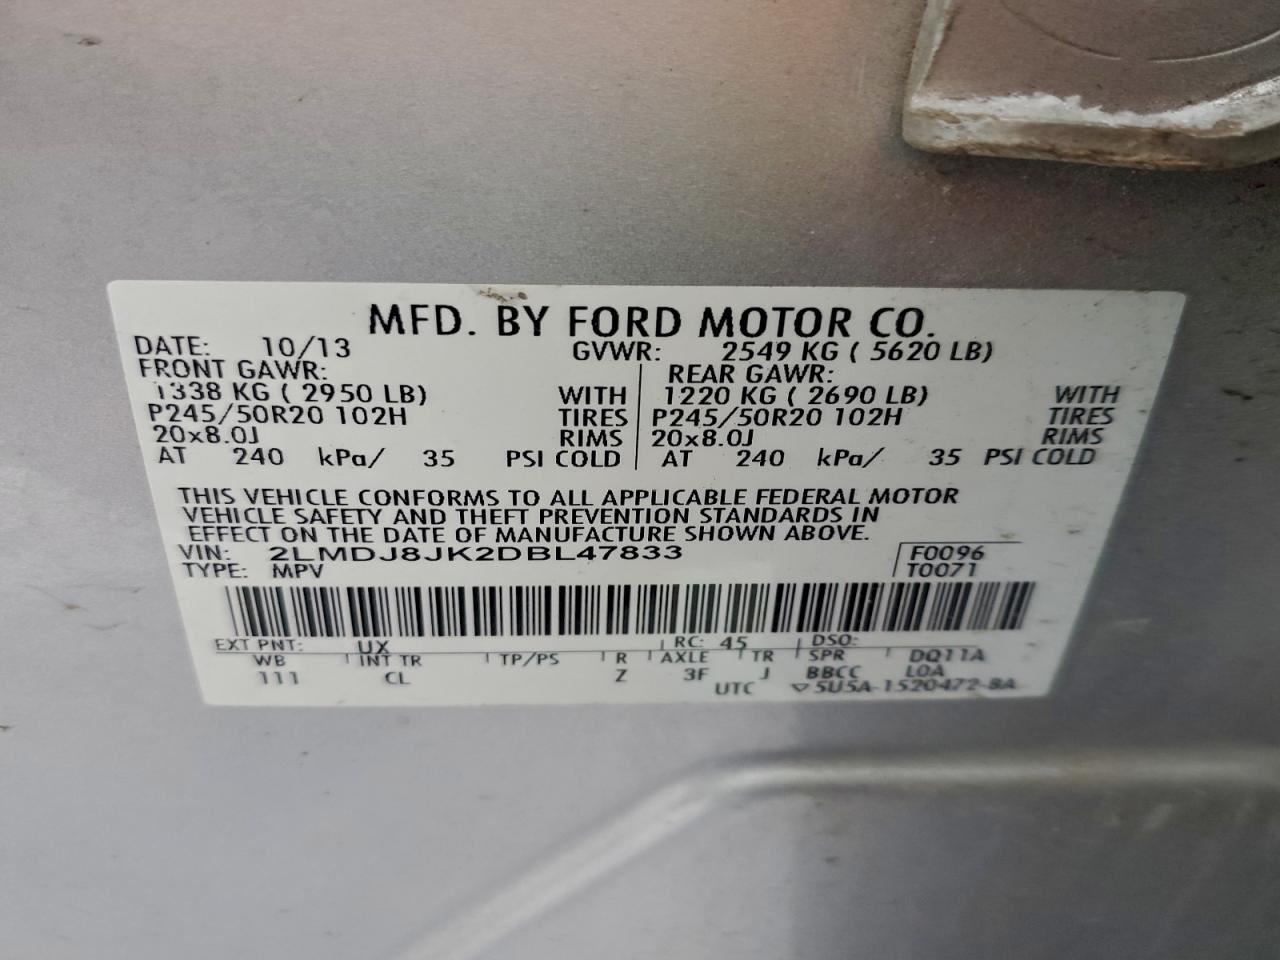 MFD. BY FORD MOTOR CO.
DATE: 10/13 GVWR: 2549 KG ( 5620 LB)
FRONT GAWR: REAR GAWR:
1338 KG ( 2950 LB) WITH 1220 KG ( 2690 LB) WITH
P245/50R20 102H TIRES P245/50R20 102H TIRES
20x8.0J RIMS 20x8.0J RIMS
AT 240 kPa/ 35 PSI COLD AT 240 kPa/ 35 PSI COLD
THIS VEHICLE CONFORMS TO ALL APPLICABLE FEDERAL MOTOR
VEHICLE SAFETY AND THEFT PREVENTION STANDARDS IN
EFFECT ON THE DATE OF MANUFACTURE SHOWN ABOVE.
VIN: 2LMDJ8JK2DBL47833 F0096
TYPE: MPV T0071
EXT PNT: UX RC: 45 DSO:
WB INT TR TP/PS R AXLE TR SPR DQ11A
111 CL Z 3F J BBCC LOA
UTC ▽5U5A-1520472-BA